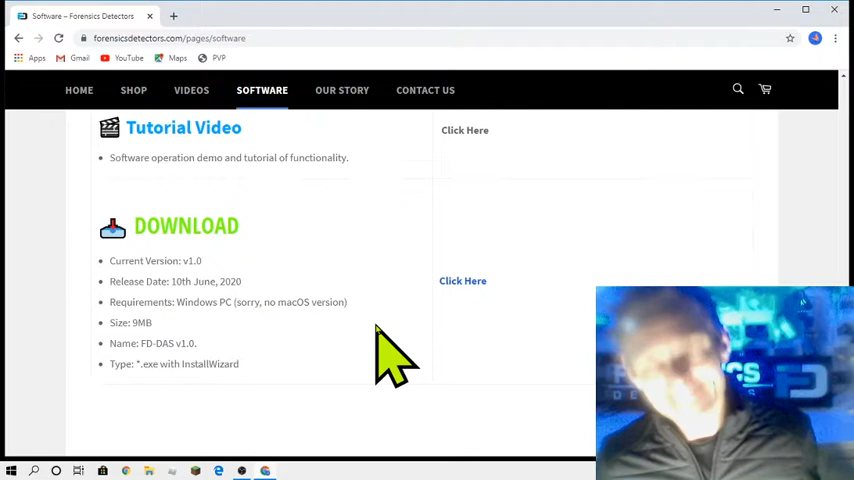 Software – Forensics Detectors
forensicsdetectors.com/pages/software
Apps Gmail YouTube Maps PVP
HOME SHOP VIDEOS SOFTWARE OUR STORY CONTACT US
Tutorial Video
Click Here
Software operation demo and tutorial of functionality.
DOWNLOAD
Current Version: v1.0
Release Date: 10th June, 2020
Click Here
Requirements: Windows PC (sorry, no macOS version)
Size: 9MB
Name: FD-DAS v1.0.
Type: *.exe with InstallWizard